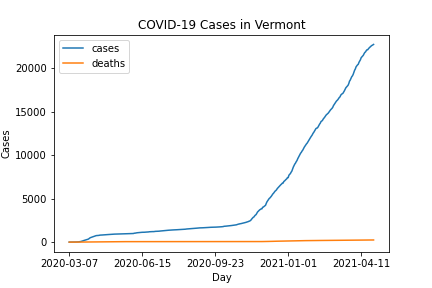 COVID-19 Cases in Vermont
cases
deaths
20000
15000
10000
5000
0
Cases
2020-03-07 2020-06-15 2020-09-23 2021-01-01 2021-04-11
Day